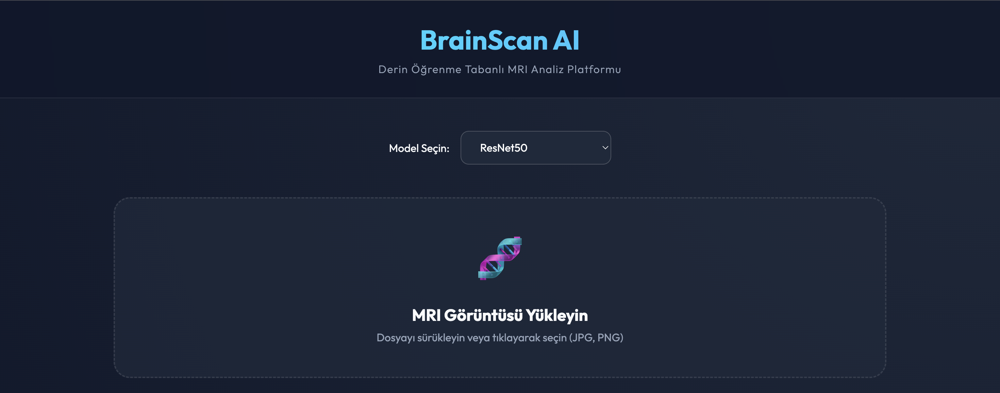 BrainScan AI
Derin Öğrenme Tabanlı MRI Analiz Platformu
Model Seçin: ResNet50
MRI Görüntüsü Yükleyin
Dosyayı sürükleyin veya tıklayarak seçin (JPG, PNG)